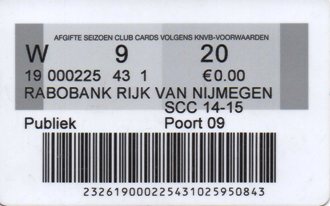 AFGIFTE SEIZOEN CLUB CARDS VOLGENS KNVB-VOORWAARDEN
W 9 20
19 000225 43 1 €0.00
RABOBANK RIJK VAN NIJMEGEN
SCC 14-15
Publiek Poort 09
232619000225431025950843